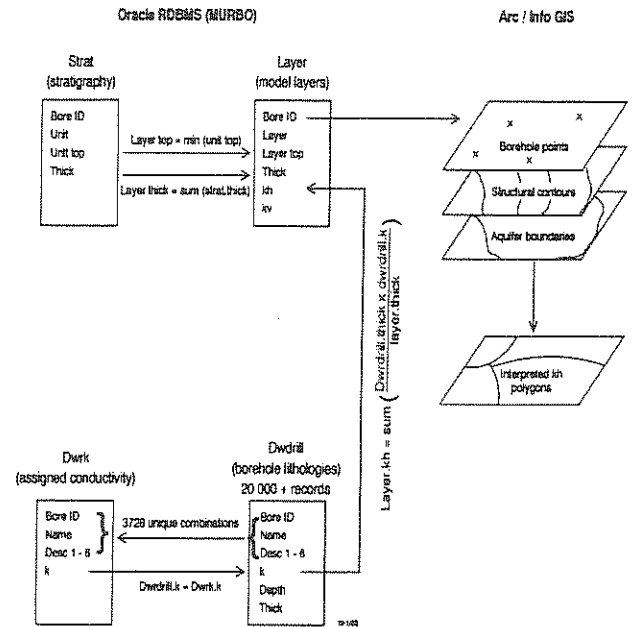 Oracle RDBMS (MURBO)
Arc / Info GIS
Strat
(stratigraphy)
Bore ID
Unit
Unit top
Thick
Layer top = min (unit top)
Layer thick = sum (strat.thick)
Layer
(model layers)
Bore ID
Layer
Layer top
Thick
kh
kv
Borehole points
Structural contours
Aquifer boundaries
Interpreted kh
polygons
Layer.kh = sum ( Dwrdrill.thick x dwrdrill.k
layer.thick )
Dwrk
(assigned conductivity)
Bore ID
Name
Desc 1 - 6
k
3728 unique combinations
Dwrdrill.k = Dwrk.k
Dwdrill
(borehole lithologies)
20 000 + records
Bore ID
Name
Desc 1 - 6
k
Depth
Thick